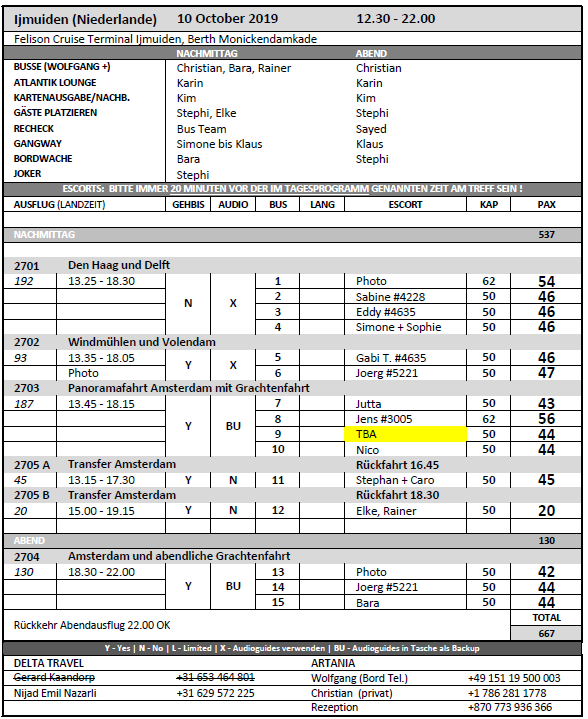 Ijmuiden (Niederlande) 10 October 2019 12.30 - 22.00
Felison Cruise Terminal Ijmuiden, Berth Monickendamkade
NACHMITTAG ABEND
BUSSE (WOLFGANG +) Christian, Bara, Rainer Christian
ATLANTIK LOUNGE Karin Karin
KARTENAUSGABE/NACHB. Kim Kim
GÄSTE PLATZIEREN Stephi, Elke Stephi
RECHECK Bus Team Sayed
GANGWAY Simone bis Klaus Klaus
BORDWACHE Bara Stephi
JOKER Stephi
ESCORTS: BITTE IMMER 20 MINUTEN VOR DER IM TAGESPROGRAMM GENANNTEN ZEIT AM TREFF SEIN !
AUSFLUG (LANDZEIT) GEHBIS AUDIO BUS LANG ESCORT KAP PAX
NACHMITTAG 537
2701 Den Haag und Delft
192 13.25 - 18.30 N X 1 Photo 62 54
2 Sabine #4228 50 46
3 Eddy #4635 50 46
4 Simone + Sophie 50 46
2702 Windmühlen und Volendam
93 13.35 - 18.05 Y X 5 Gabi T. #4635 50 46
Photo 6 Joerg #5221 50 47
2703 Panoramafahrt Amsterdam mit Grachtenfahrt
187 13.45 - 18.15 Y BU 7 Jutta 50 43
8 Jens #3005 62 56
9 TBA 50 44
10 Nico 50 44
2705 A Transfer Amsterdam Rückfahrt 16.45
45 13.15 - 17.30 Y N 11 Stephan + Caro 50 45
2705 B Transfer Amsterdam Rückfahrt 18.30
20 15.00 - 19.15 Y N 12 Elke, Rainer 50 20
ABEND 130
2704 Amsterdam und abendliche Grachtenfahrt
130 18.30 - 22.00 Y BU 13 Photo 50 42
14 Joerg #5221 50 44
15 Bara 50 44
Rückkehr Abendausflug 22.00 OK TOTAL
667
Y - Yes | N - No | L - Limited | X - Audioguides verwenden | BU - Audioguides in Tasche als Backup
DELTA TRAVEL ARTANIA
Gerard Kaandorp +31 653 464 801 Wolfgang (Bord Tel.) +49 151 19 500 003
Nijad Emil Nazarli +31 629 572 225 Christian (privat) +1 786 281 1778
Rezeption +870 773 936 366